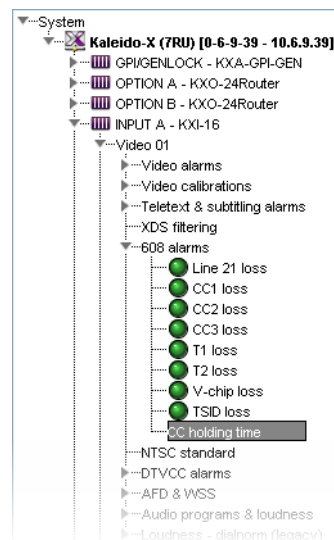 System
Kaleido-X (7RU) [0-6-9-39 - 10.6.9.39]
GPI/GENLOCK - KXA-GPI-GEN
OPTION A - KXO-24Router
OPTION B - KXO-24Router
INPUT A - KXI-16
Video 01
Video alarms
Video calibrations
Teletext & subtitling alarms
XDS filtering
608 alarms
Line 21 loss
CC1 loss
CC2 loss
CC3 loss
T1 loss
T2 loss
V-chip loss
TSID loss
CC holding time
NTSC standard
DTVCC alarms
AFD & WSS
Audio programs & loudness
Loudness - dialnorm (legacy)